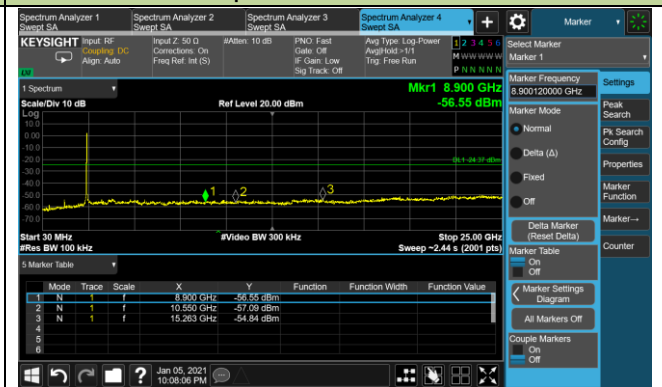 Spectrum Analyzer 1
Swept SA
Spectrum Analyzer 2
Swept SA
Spectrum Analyzer 3
Swept SA
Spectrum Analyzer 4
Swept SA
+
Marker
KEYSIGHT
Input: RF
Coupling: DC
Align: Auto
Input Z: 50 Ω
Corrections: On
Freq Ref: Int (S)
#Atten: 10 dB
PNO: Fast
Gate: Off
IF Gain: Low
Sig Track: Off
Avg Type: Log-Power
Avg|Hold:>1/1
Trig: Free Run
1 2 3 4 5 6
M W W W W W
P N N N N N
LXI
Select Marker
Marker 1
1 Spectrum
Mkr1 8.900 GHz
-56.55 dBm
Scale/Div 10 dB
Ref Level 20.00 dBm
Log
10.0
0.00
-10.0
-20.0
-30.0
-40.0
-50.0
-60.0
-70.0
DL1 -24.37 dBm
1
2
3
Start 30 MHz
#Video BW 300 kHz
Stop 25.00 GHz
#Res BW 100 kHz
Sweep ~2.44 s (2001 pts)
5 Marker Table
Mode Trace Scale X Y Function Function Width Function Value
1 N 1 f 8.900 GHz -56.55 dBm
2 N 1 f 10.550 GHz -57.09 dBm
3 N 1 f 15.263 GHz -54.84 dBm
4
5
6
Marker Frequency
8.900120000 GHz
Marker Mode
Normal
Delta (Δ)
Fixed
Off
Delta Marker
(Reset Delta)
Marker Table
On
Off
Marker Settings
Diagram
All Markers Off
Couple Markers
On
Off
Settings
Peak
Search
Pk Search
Config
Properties
Marker
Function
Marker→
Counter
?
Jan 05, 2021
10:08:06 PM